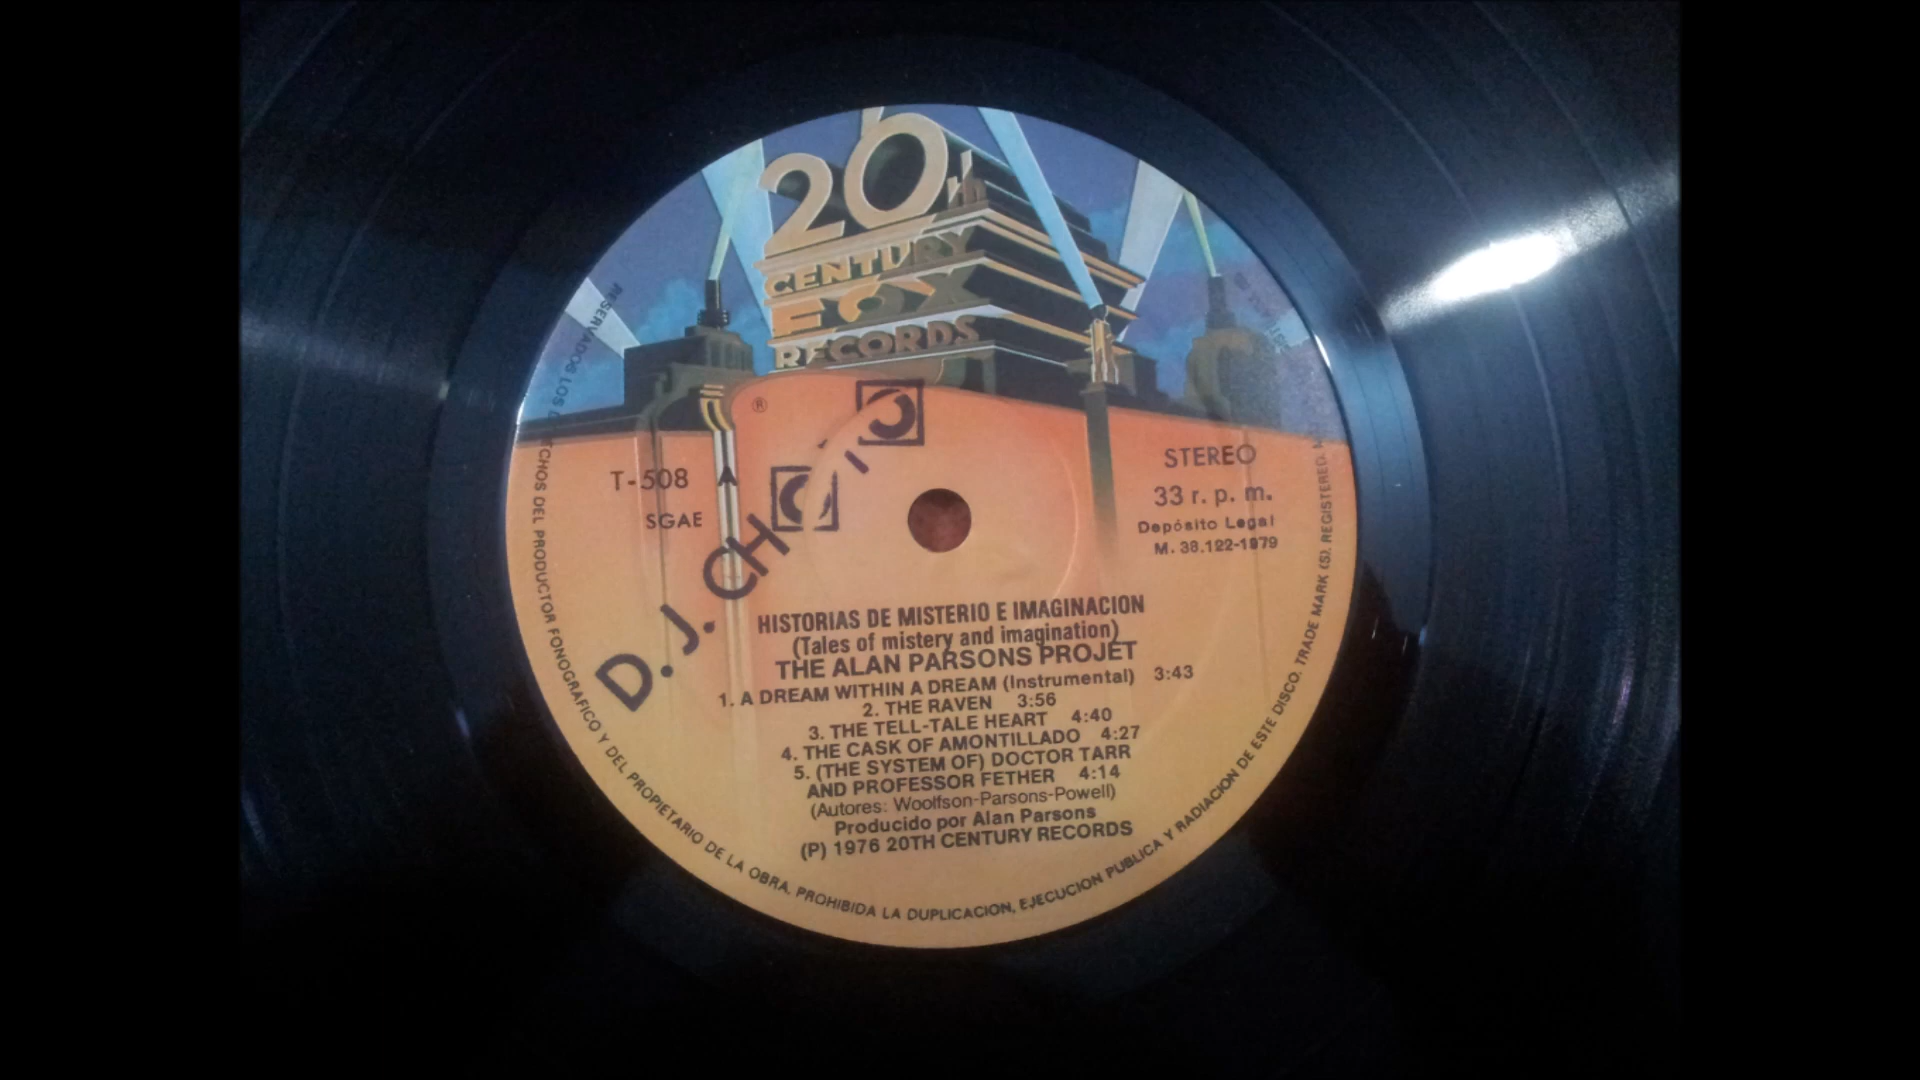 20th
CENTURY
FOX
RECORDS
®
T-508
A
SGAE
STEREO
33 r. p. m.
Depósito Legal
M. 38.122-1979
D. J. CHO
HISTORIAS DE MISTERIO E IMAGINACION
(Tales of mistery and imagination)
THE ALAN PARSONS PROJET
1. A DREAM WITHIN A DREAM (Instrumental) 3:43
2. THE RAVEN 3:56
3. THE TELL-TALE HEART 4:40
4. THE CASK OF AMONTILLADO 4:27
5. (THE SYSTEM OF) DOCTOR TARR
AND PROFESSOR FETHER 4:14
(Autores: Woolfson-Parsons-Powell)
Producido por Alan Parsons
(P) 1976 20TH CENTURY RECORDS
RESERVADOS LOS DERECHOS DEL PRODUCTOR FONOGRAFICO Y DEL PROPIETARIO DE LA OBRA. PROHIBIDA LA DUPLICACION, EJECUCION PUBLICA Y RADIACION DE ESTE DISCO. TRADE MARK (S). REGISTERED.